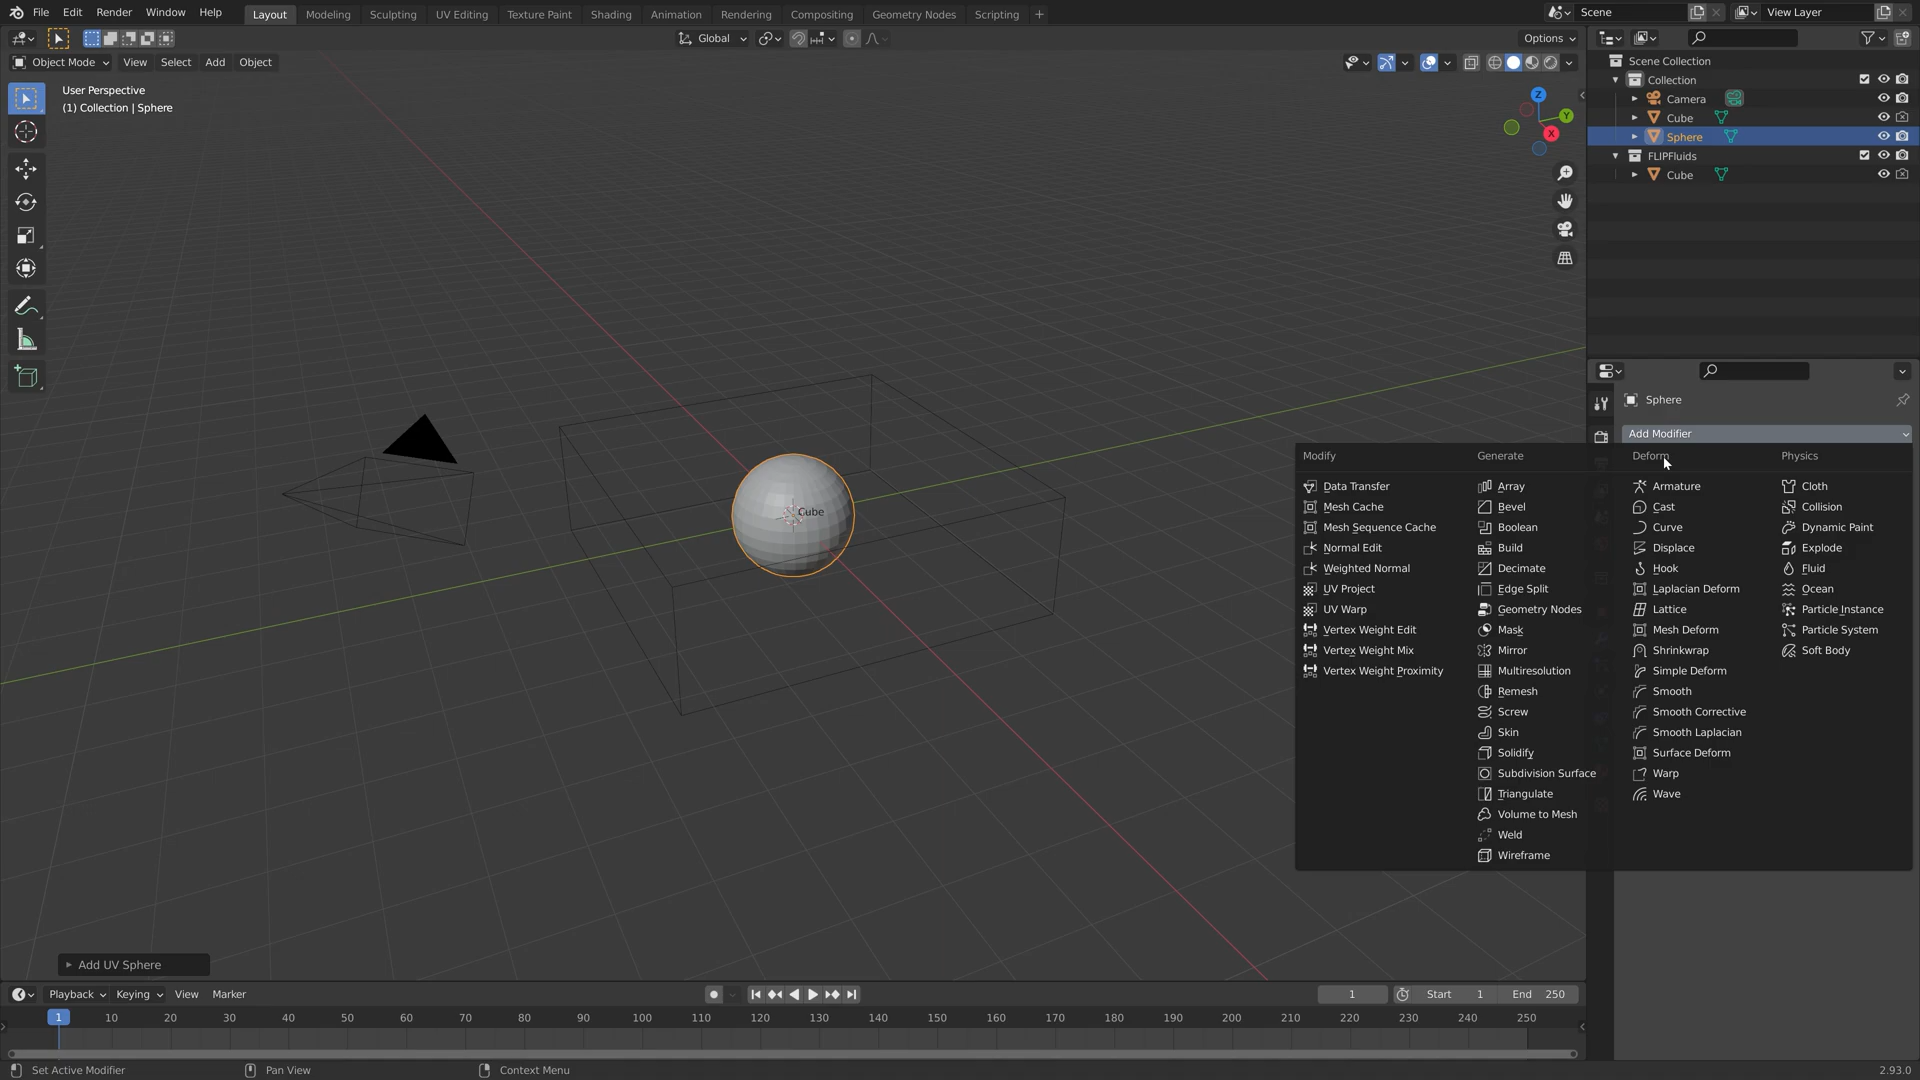 File Edit Render Window Help Layout Modeling Sculpting UV Editing Texture Paint Shading Animation Rendering Compositing Geometry Nodes Scripting + Scene View Layer
Global Options
Object Mode View Select Add Object
User Perspective
(1) Collection | Sphere
Z
Y
X
Cube
Scene Collection
Collection
Camera
Cube
Sphere
FLIPFluids
Cube
Sphere
Add Modifier
Modify
Data Transfer
Mesh Cache
Mesh Sequence Cache
Normal Edit
Weighted Normal
UV Project
UV Warp
Vertex Weight Edit
Vertex Weight Mix
Vertex Weight Proximity
Generate
Array
Bevel
Boolean
Build
Decimate
Edge Split
Geometry Nodes
Mask
Mirror
Multiresolution
Remesh
Screw
Skin
Solidify
Subdivision Surface
Triangulate
Volume to Mesh
Weld
Wireframe
Deform
Armature
Cast
Curve
Displace
Hook
Laplacian Deform
Lattice
Mesh Deform
Shrinkwrap
Simple Deform
Smooth
Smooth Corrective
Smooth Laplacian
Surface Deform
Warp
Wave
Physics
Cloth
Collision
Dynamic Paint
Explode
Fluid
Ocean
Particle Instance
Particle System
Soft Body
Add UV Sphere
Playback Keying View Marker 1 Start 1 End 250
1 10 20 30 40 50 60 70 80 90 100 110 120 130 140 150 160 170 180 190 200 210 220 230 240 250
Set Active Modifier Pan View Context Menu 2.93.0